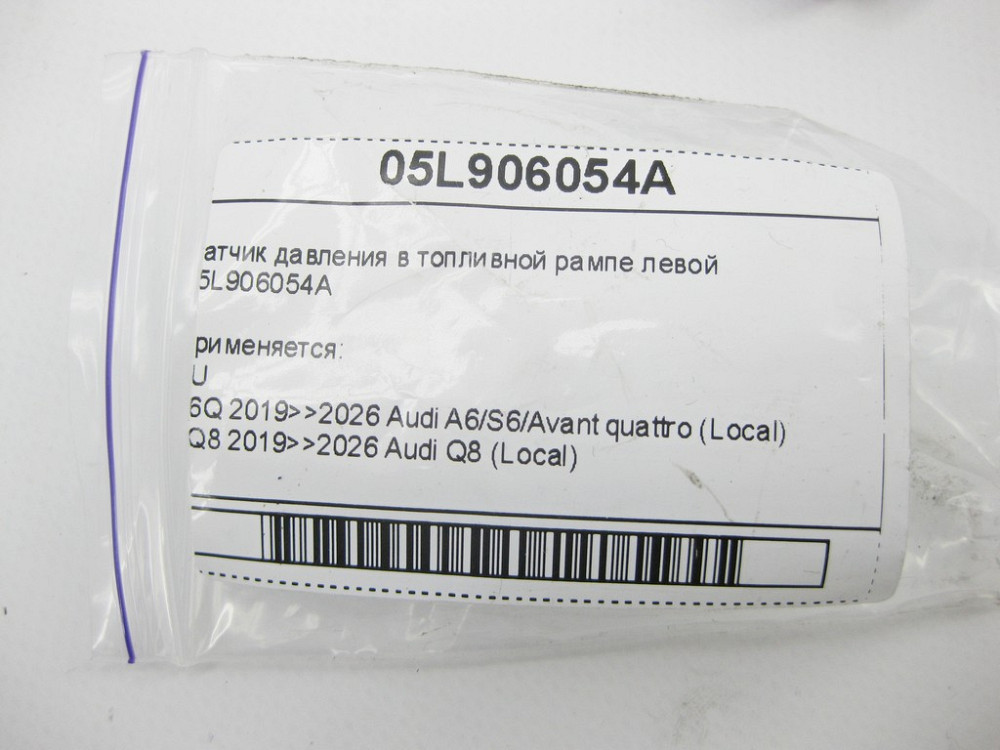 05L906054A
атчик давления в топливной рампе левой
5L906054A
рименяется:
U
6Q 2019>>2026 Audi A6/S6/Avant quattro (Local)
Q8 2019>>2026 Audi Q8 (Local)